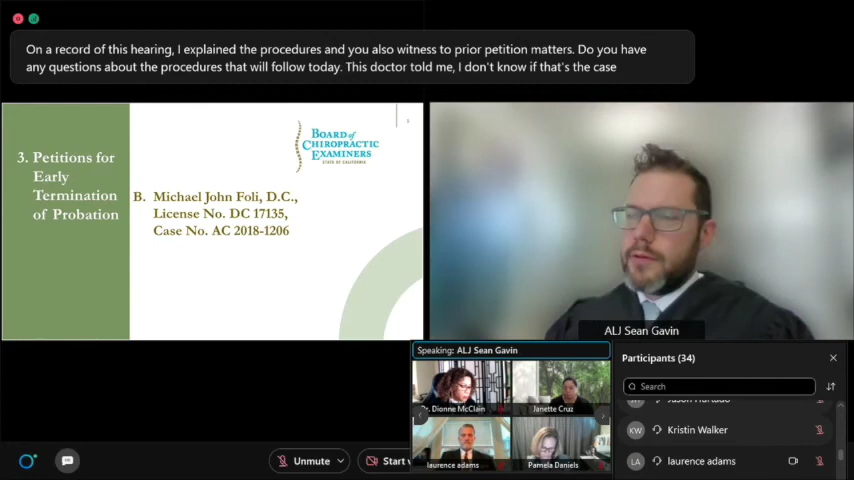 On a record of this hearing, I explained the procedures and you also witness to prior petition matters. Do you have
any questions about the procedures that will follow today. This doctor told me, I don't know if that's the case
3. Petitions for
Early
Termination
of Probation
BOARD of
CHIROPRACTIC
EXAMINERS
STATE OF CALIFORNIA
B. Michael John Foli, D.C.,
License No. DC 17135,
Case No. AC 2018-1206
ALJ Sean Gavin
Speaking: ALJ Sean Gavin
Dr. Dionne McClain
Janette Cruz
laurence adams
Pamela Daniels
Participants (34)
Search
KW Kristin Walker
LA laurence adams
Unmute
Start